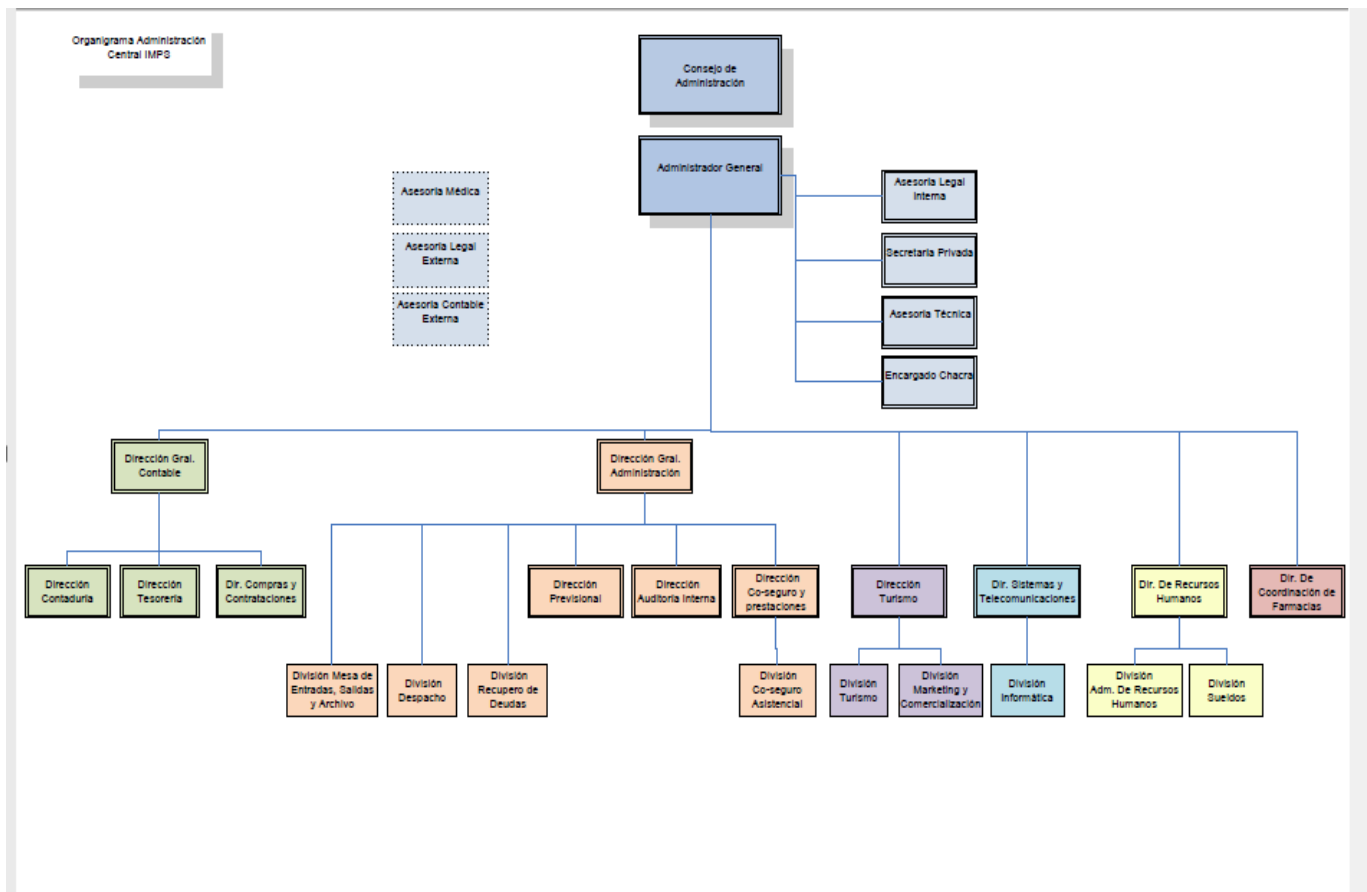 Organigrama Administración
Central IMPS
Consejo de
Administración
Administrador General
Asesoría Médica
Asesoría Legal
Externa
Asesoría Contable
Externa
Asesoría Legal
Interna
Secretaria Privada
Asesoría Técnica
Encargado Chacra
Dirección Gral.
Contable
Dirección Gral.
Administración
Dirección
Contaduría
Dirección
Tesorería
Dir. Compras y
Contrataciones
Dirección
Previsional
Dirección
Auditoría Interna
Dirección
Co-seguro y
prestaciones
Dirección
Turismo
Dir. Sistemas y
Telecomunicaciones
Dir. De Recursos
Humanos
Dir. De
Coordinación de
Farmacias
División Mesa de
Entradas, Salidas
y Archivo
División
Despacho
División
Recupero de
Deudas
División
Co-seguro
Asistencial
División
Turismo
División
Marketing y
Comercialización
División
Informática
División
Adm. De Recursos
Humanos
División
Sueldos